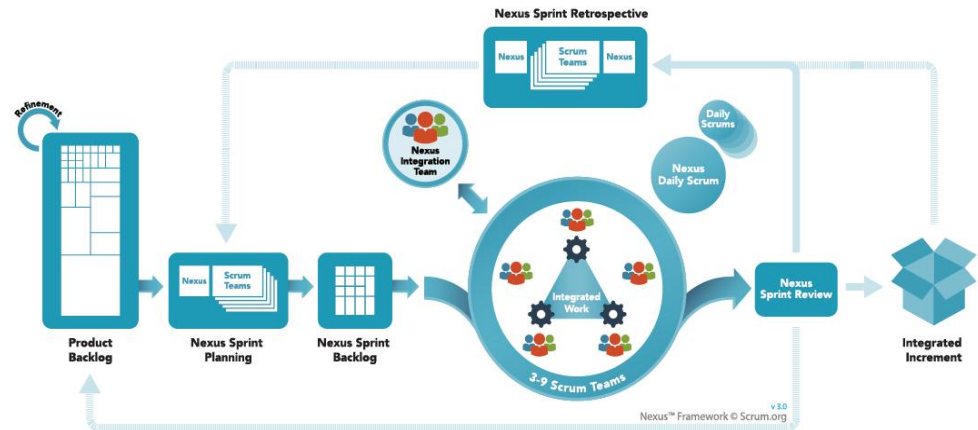 Nexus Sprint Retrospective
Nexus
Scrum
Teams
Nexus
Refinement
Daily
Scrums
Nexus
Integration
Team
Nexus
Daily Scrum
Nexus
Scrum
Teams
Integrated
Work
Nexus
Sprint Review
Product
Backlog
Nexus Sprint
Planning
Nexus Sprint
Backlog
3-9 Scrum Teams
Integrated
Increment
v 3.0
Nexus™ Framework © Scrum.org